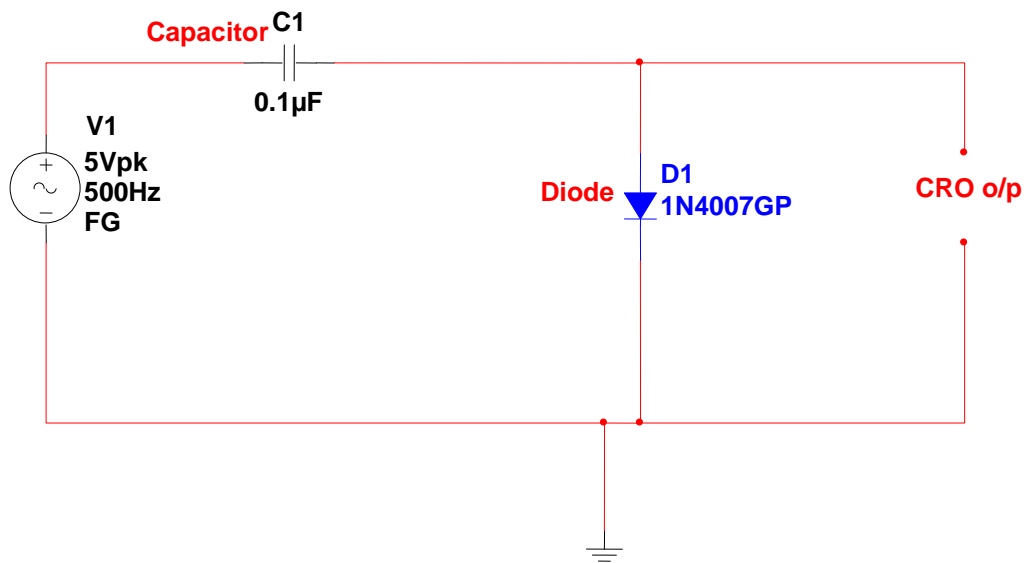 Capacitor C1
0.1µF
V1
5Vpk
500Hz
FG
Diode
D1
1N4007GP
CRO o/p